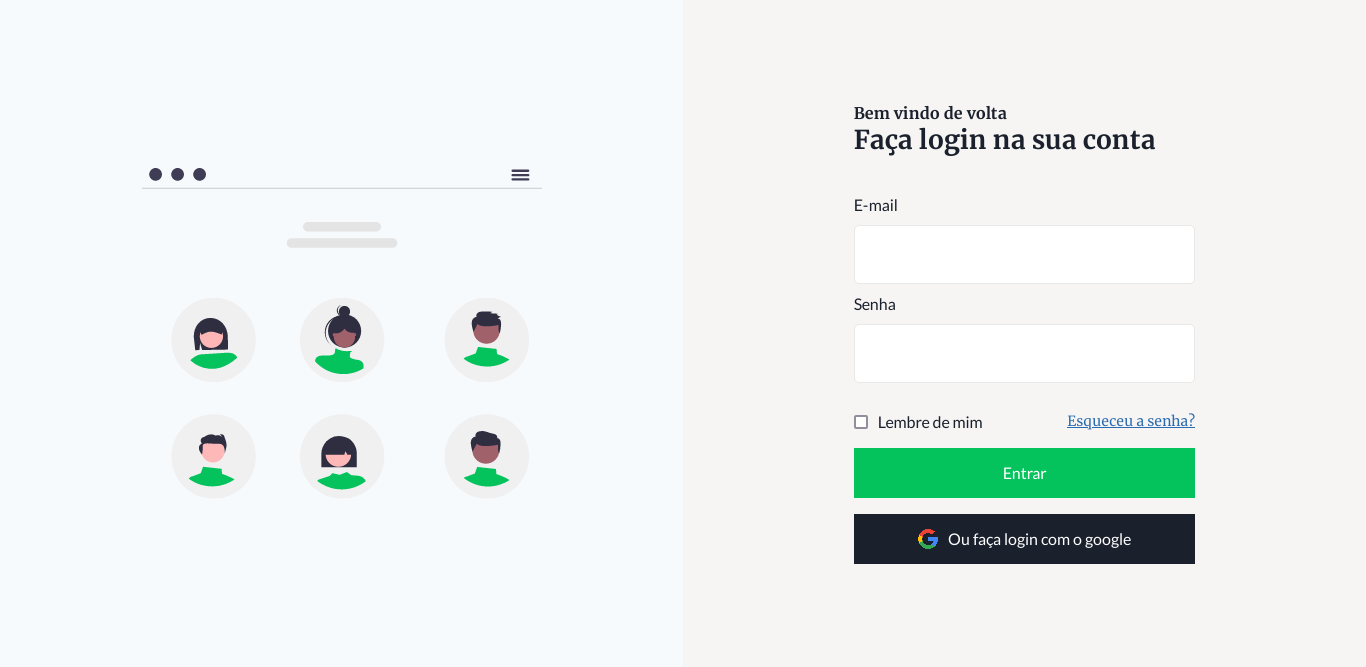 Bem vindo de volta
Faça login na sua conta
E-mail
Senha
Lembre de mim
Esqueceu a senha?
Entrar
Ou faça login com o google